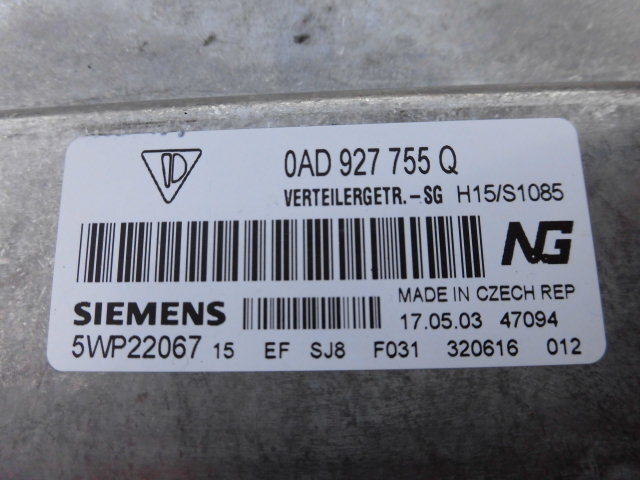 0AD 927 755 Q
VERTEILERGETR.-SG H15/S1085
NG
MADE IN CZECH REP
SIEMENS 17.05.03 47094
5WP22067 15 EF SJ8 F031 320616 012